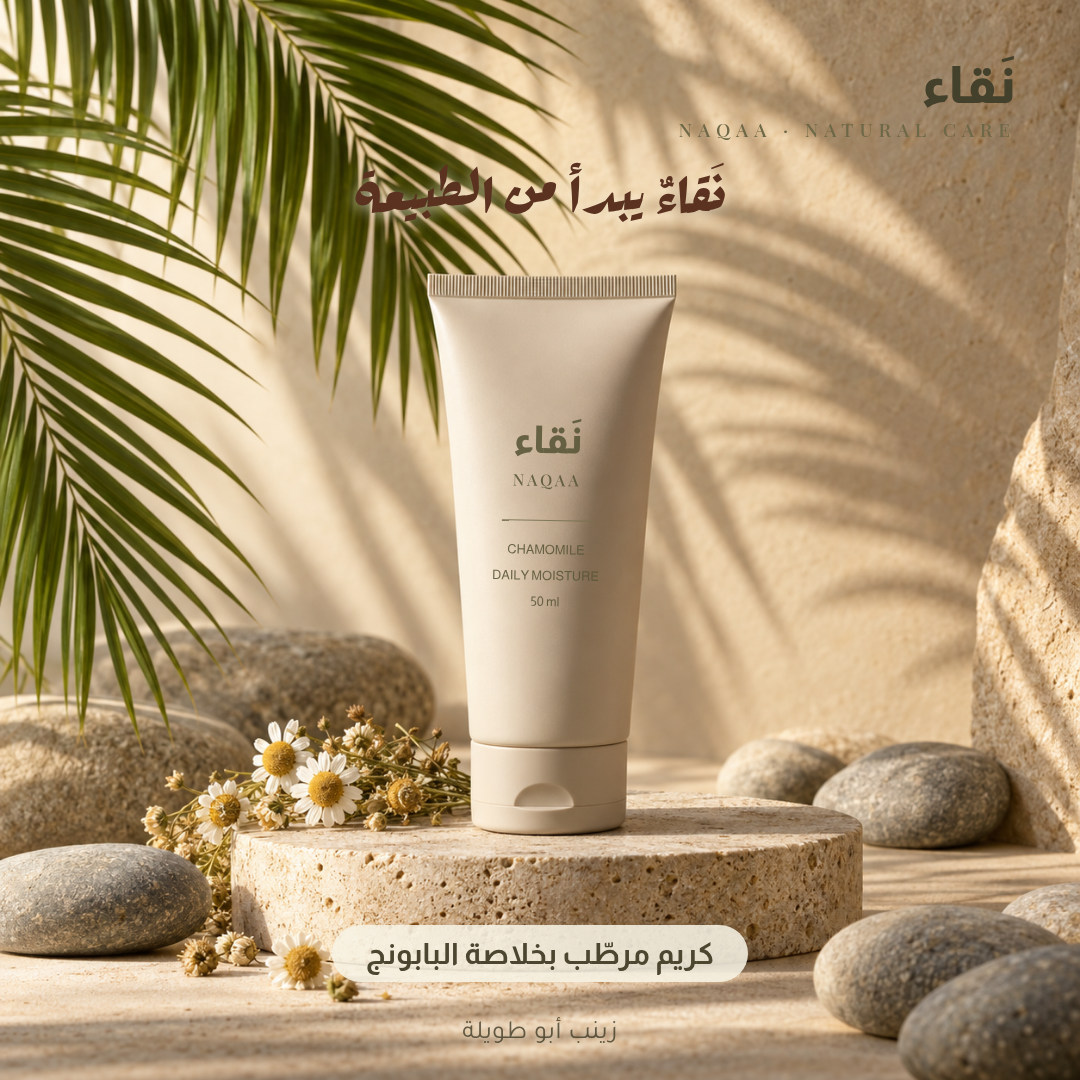 نَقاء
NAQAA · NATURAL CARE
نَقاءٌ يبدأ من الطبيعة
نَقاء
NAQAA
CHAMOMILE
DAILY MOISTURE
50 ml
كريم مرطّب بخلاصة البابونج
زينب أبو طويلة